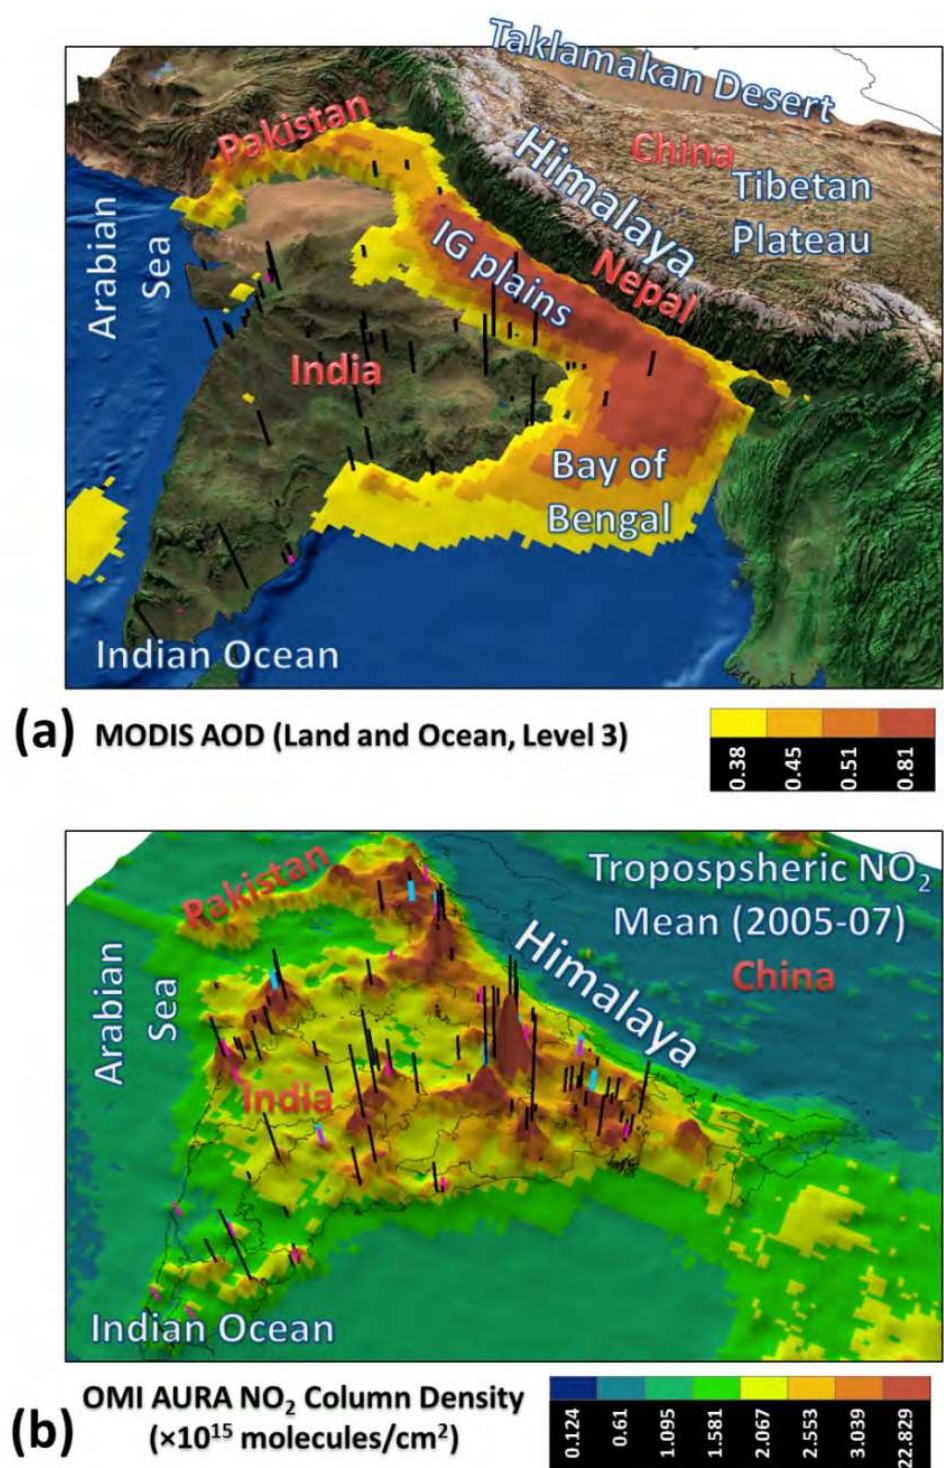 Taklamakan Desert
Pakistan
China
Himalaya
Tibetan
Plateau
Arabian
Sea
IG plains
Nepal
India
Bay of
Bengal
Indian Ocean
(a) MODIS AOD (Land and Ocean, Level 3)
0.38
0.45
0.51
0.81
Tropospsheric NO₂
Mean (2005-07)
Pakistan
China
Himalaya
Arabian
Sea
India
Indian Ocean
(b) OMI AURA NO₂ Column Density
(×10¹⁵ molecules/cm²)
0.124
0.61
1.095
1.581
2.067
2.553
3.039
22.829